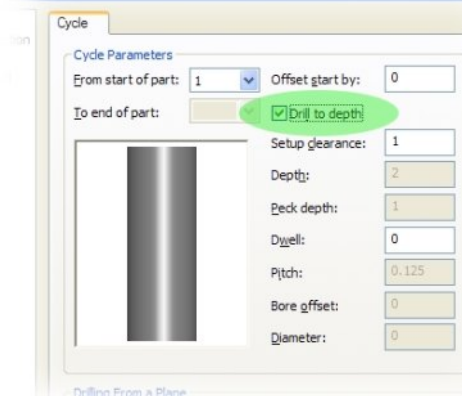 Cycle
Cycle Parameters
From start of part: 1 Offset start by: 0
To end of part: Drill to depth
Setup clearance: 1
Depth: 2
Peck depth: 1
Dwell: 0
Pitch: 0.125
Bore offset: 0
Diameter: 0
Drilling From a Plane